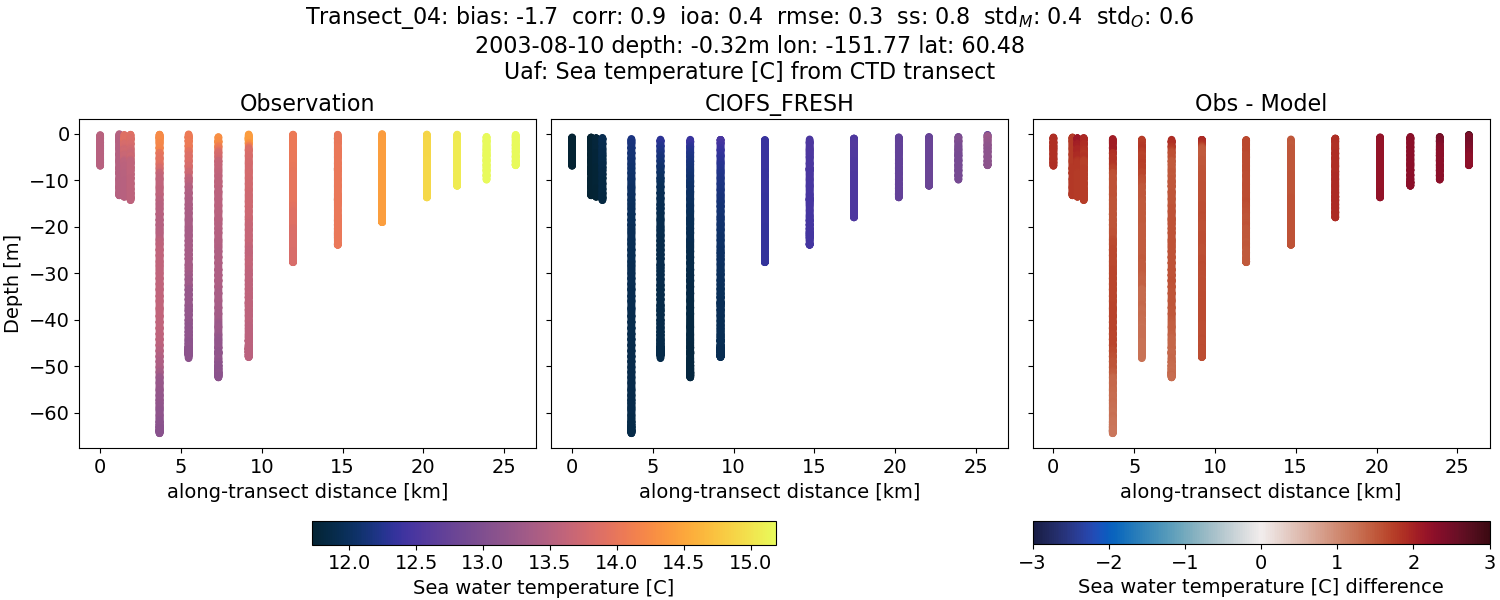 Transect_04: bias: -1.7 corr: 0.9 ioa: 0.4 rmse: 0.3 ss: 0.8 std_M: 0.4 std_O: 0.6
2003-08-10 depth: -0.32m lon: -151.77 lat: 60.48
Uaf: Sea temperature [C] from CTD transect
Observation
CIOFS_FRESH
Obs - Model
0
−10
−20
−30
−40
−50
−60
Depth [m]
0 5 10 15 20 25
0 5 10 15 20 25
0 5 10 15 20 25
along-transect distance [km]
along-transect distance [km]
along-transect distance [km]
12.0 12.5 13.0 13.5 14.0 14.5 15.0
Sea water temperature [C]
−3 −2 −1 0 1 2 3
Sea water temperature [C] difference